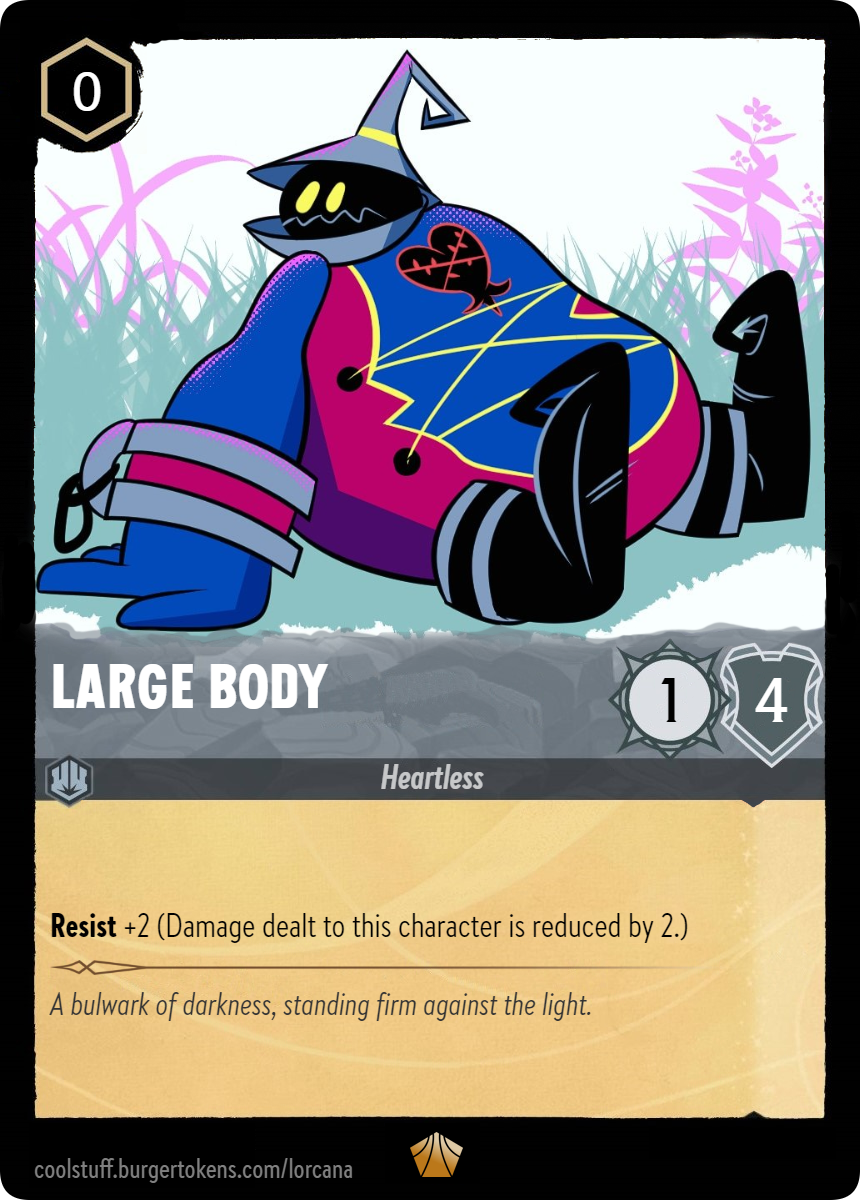 0
LARGE BODY
1
4
Heartless
Resist +2 (Damage dealt to this character is reduced by 2.)
A bulwark of darkness, standing firm against the light.
coolstuff.burgertokens.com/lorcana